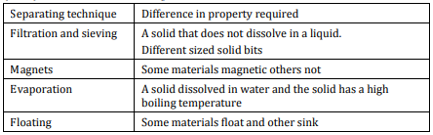 Separating technique Difference in property required
Filtration and sieving A solid that does not dissolve in a liquid.
Different sized solid bits
Magnets Some materials magnetic others not
Evaporation A solid dissolved in water and the solid has a high
boiling temperature
Floating Some materials float and other sink